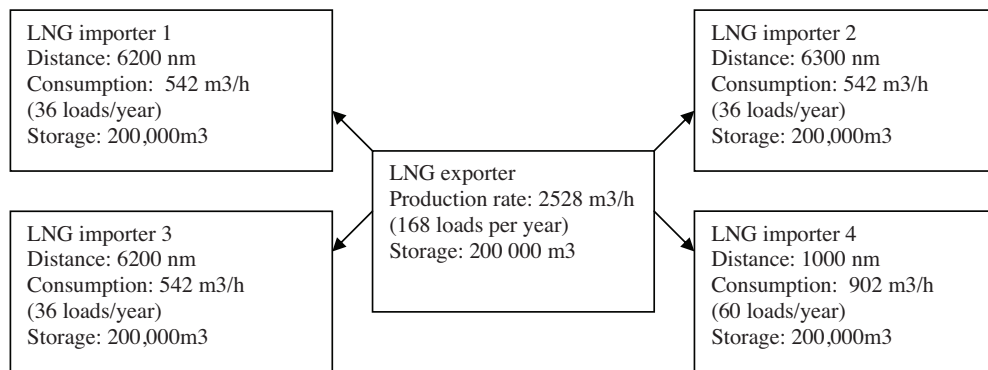 LNG importer 1
Distance: 6200 nm
Consumption:  542 m3/h
(36 loads/year)
Storage: 200,000m3
LNG importer 2
Distance: 6300 nm
Consumption: 542 m3/h
(36 loads/year)
Storage: 200,000m3
LNG exporter
Production rate: 2528 m3/h
(168 loads per year)
Storage: 200 000 m3
LNG importer 3
Distance: 6200 nm
Consumption: 542 m3/h
(36 loads/year)
Storage: 200,000m3
LNG importer 4
Distance: 1000 nm
Consumption:  902 m3/h
(60 loads/year)
Storage: 200,000m3